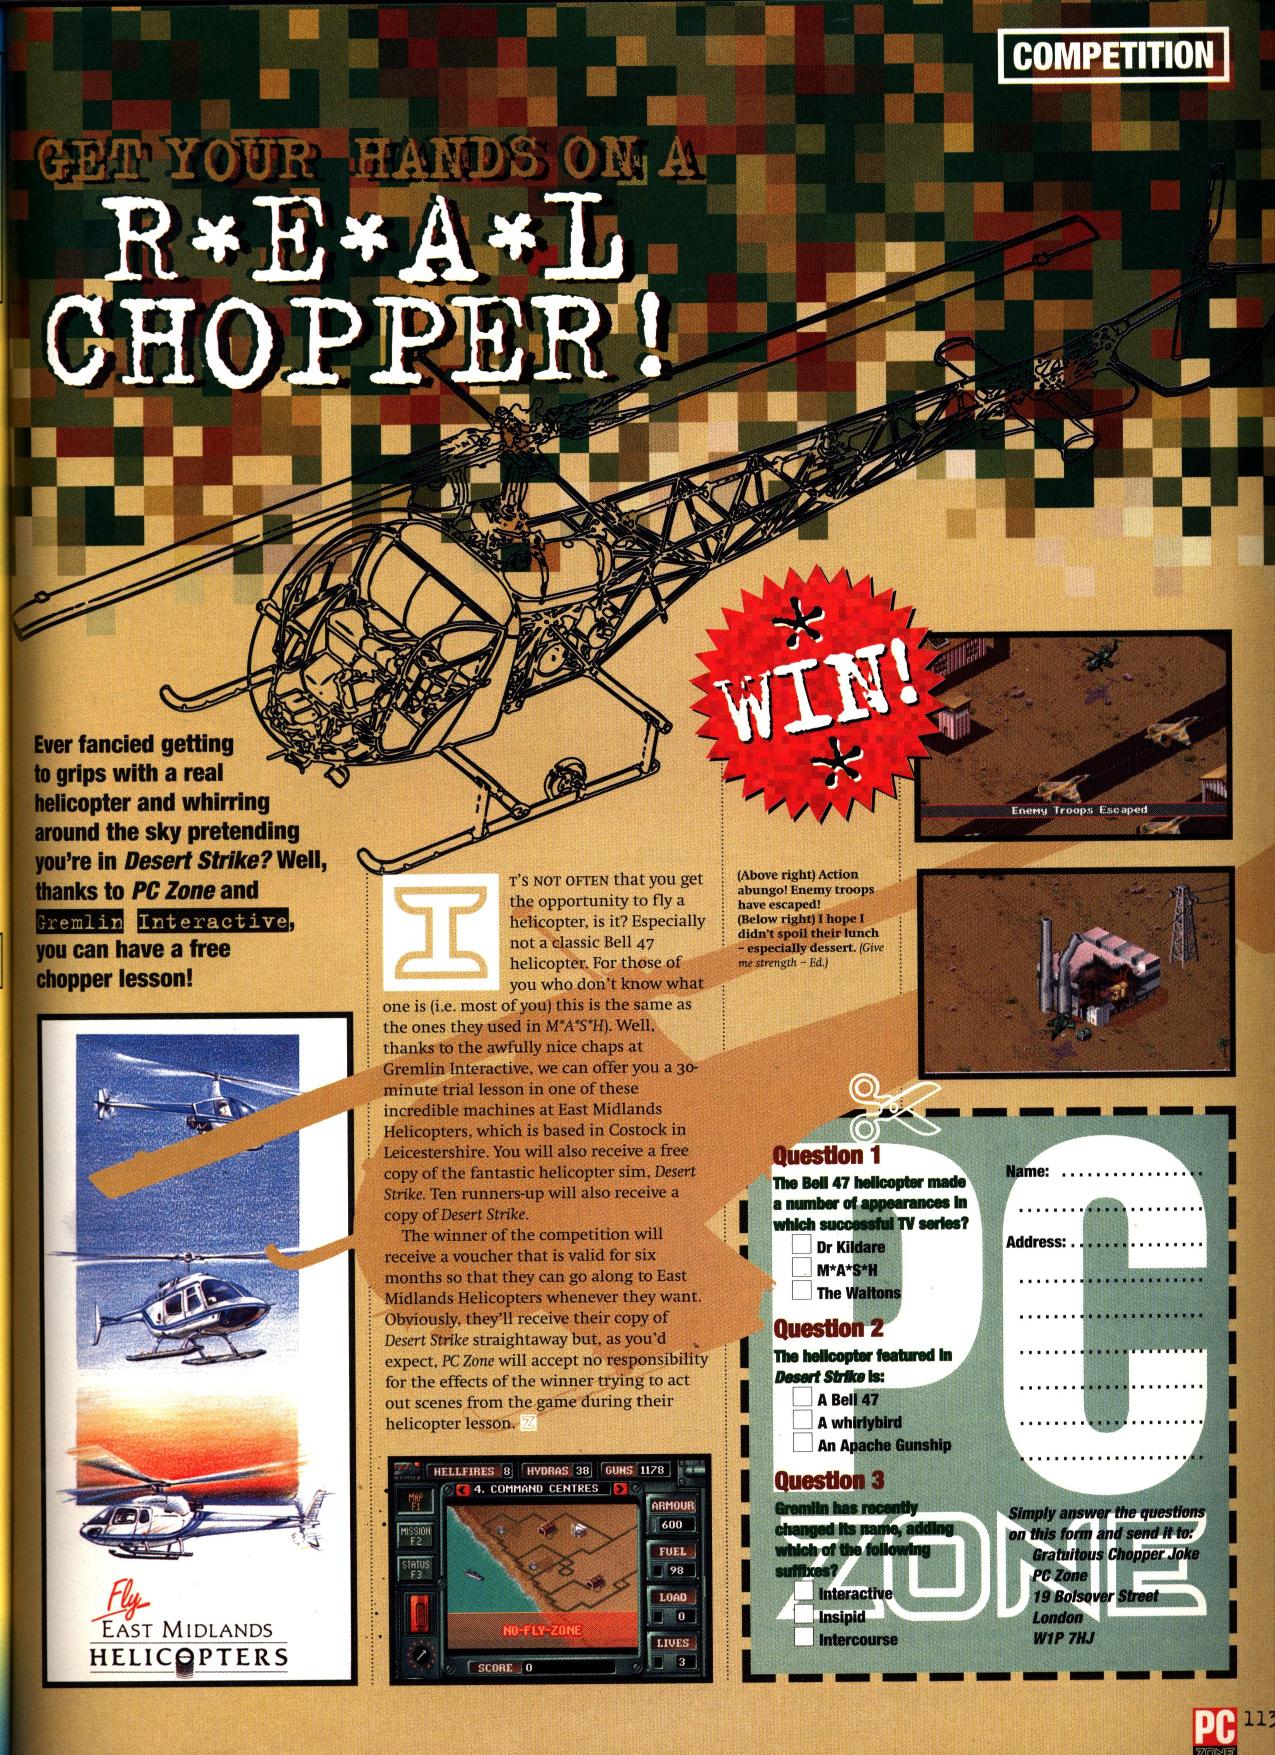 COMPETITION
GET YOUR HANDS ON A
R*E*A*L
CHOPPER!
* WIN! *
Ever fancied getting
to grips with a real
helicopter and whirring
around the sky pretending
you're in Desert Strike? Well,
thanks to PC Zone and
Gremlin Interactive,
you can have a free
chopper lesson!
Fly
EAST MIDLANDS
HELICOPTERS
IT'S NOT OFTEN that you get
the opportunity to fly a
helicopter, is it? Especially
not a classic Bell 47
helicopter. For those of
you who don't know what
one is (i.e. most of you) this is the same as
the ones they used in M*A*S*H). Well,
thanks to the awfully nice chaps at
Gremlin Interactive, we can offer you a 30-
minute trial lesson in one of these
incredible machines at East Midlands
Helicopters, which is based in Costock in
Leicestershire. You will also receive a free
copy of the fantastic helicopter sim, Desert
Strike. Ten runners-up will also receive a
copy of Desert Strike.
The winner of the competition will
receive a voucher that is valid for six
months so that they can go along to East
Midlands Helicopters whenever they want.
Obviously, they'll receive their copy of
Desert Strike straightaway but, as you'd
expect, PC Zone will accept no responsibility
for the effects of the winner trying to act
out scenes from the game during their
helicopter lesson. Z
HELLFIRES 8 HYDRAS 38 GUNS 1178
4. COMMAND CENTRES
MAP
F1
MISSION
F2
STATUS
F3
ARMOUR
600
FUEL
98
LOAD
0
LIVES
3
NO-FLY-ZONE
SCORE 0
Enemy Troops Escaped
(Above right) Action
abungo! Enemy troops
have escaped!
(Below right) I hope I
didn't spoil their lunch
– especially dessert. (Give
me strength – Ed.)
PC
ZONE
Question 1
The Bell 47 helicopter made
a number of appearances in
which successful TV series?
Dr Kildare
M*A*S*H
The Waltons
Question 2
The helicopter featured in
Desert Strike is:
A Bell 47
A whirlybird
An Apache Gunship
Question 3
Gremlin has recently
changed its name, adding
which of the following
suffixes?
Interactive
Insipid
Intercourse
Name: ....................
....................
Address: ....................
....................
....................
....................
....................
....................
Simply answer the questions
on this form and send it to:
Gratuitous Chopper Joke
PC Zone
19 Bolsover Street
London
W1P 7HJ
PC
ZONE
113